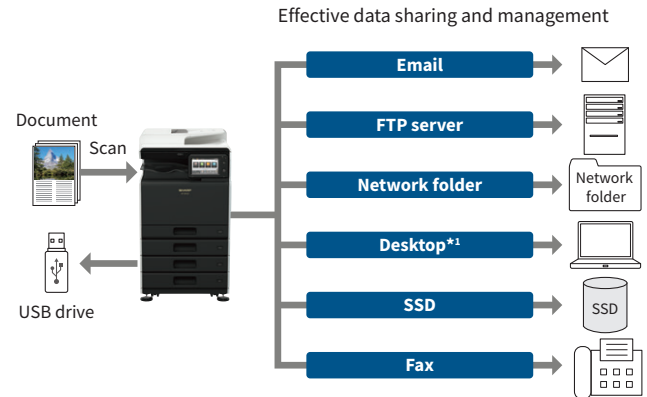 Effective data sharing and management
Email
Document
FTP server
Scan
Network folder
Network
folder
Desktop*1
USB drive
SSD
SSD
Fax